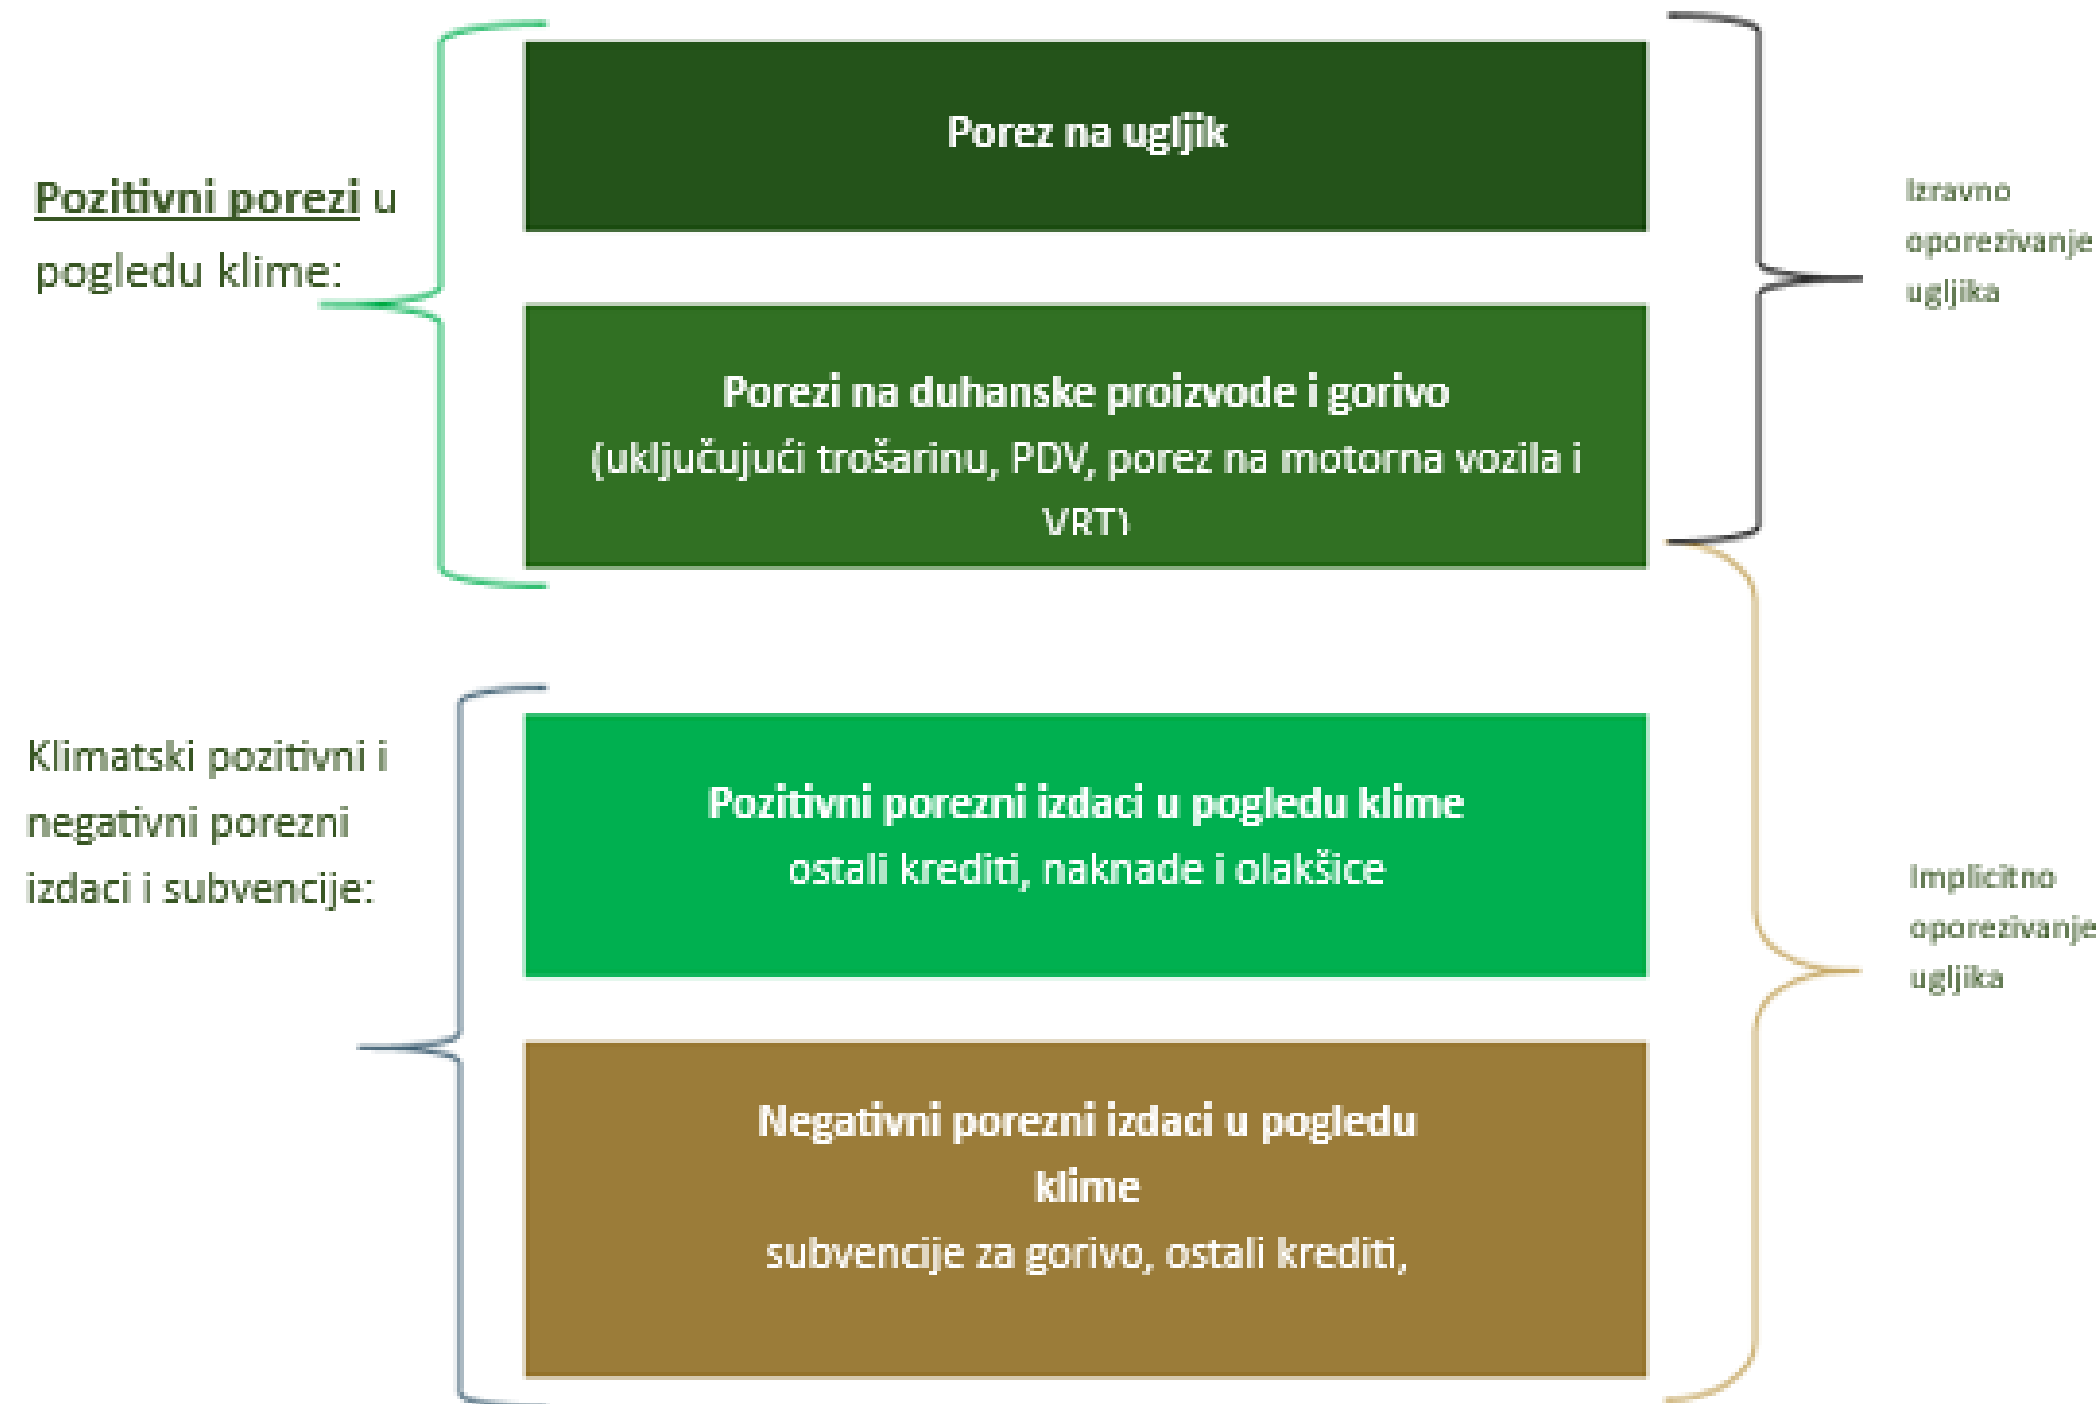 Pozitivni porezi u
pogledu klime:
Porez na ugljik
Porezi na duhanske proizvode i gorivo
(uključujući trošarinu, PDV, porez na motorna vozila i
VRT)
Izravno
oporezivanje
ugljika
Klimatski pozitivni i
negativni porezni
izdaci i subvencije:
Pozitivni porezni izdaci u pogledu klime
ostali krediti, naknade i olakšice
Negativni porezni izdaci u pogledu
klime
subvencije za gorivo, ostali krediti,
Implicitno
oporezivanje
ugljika